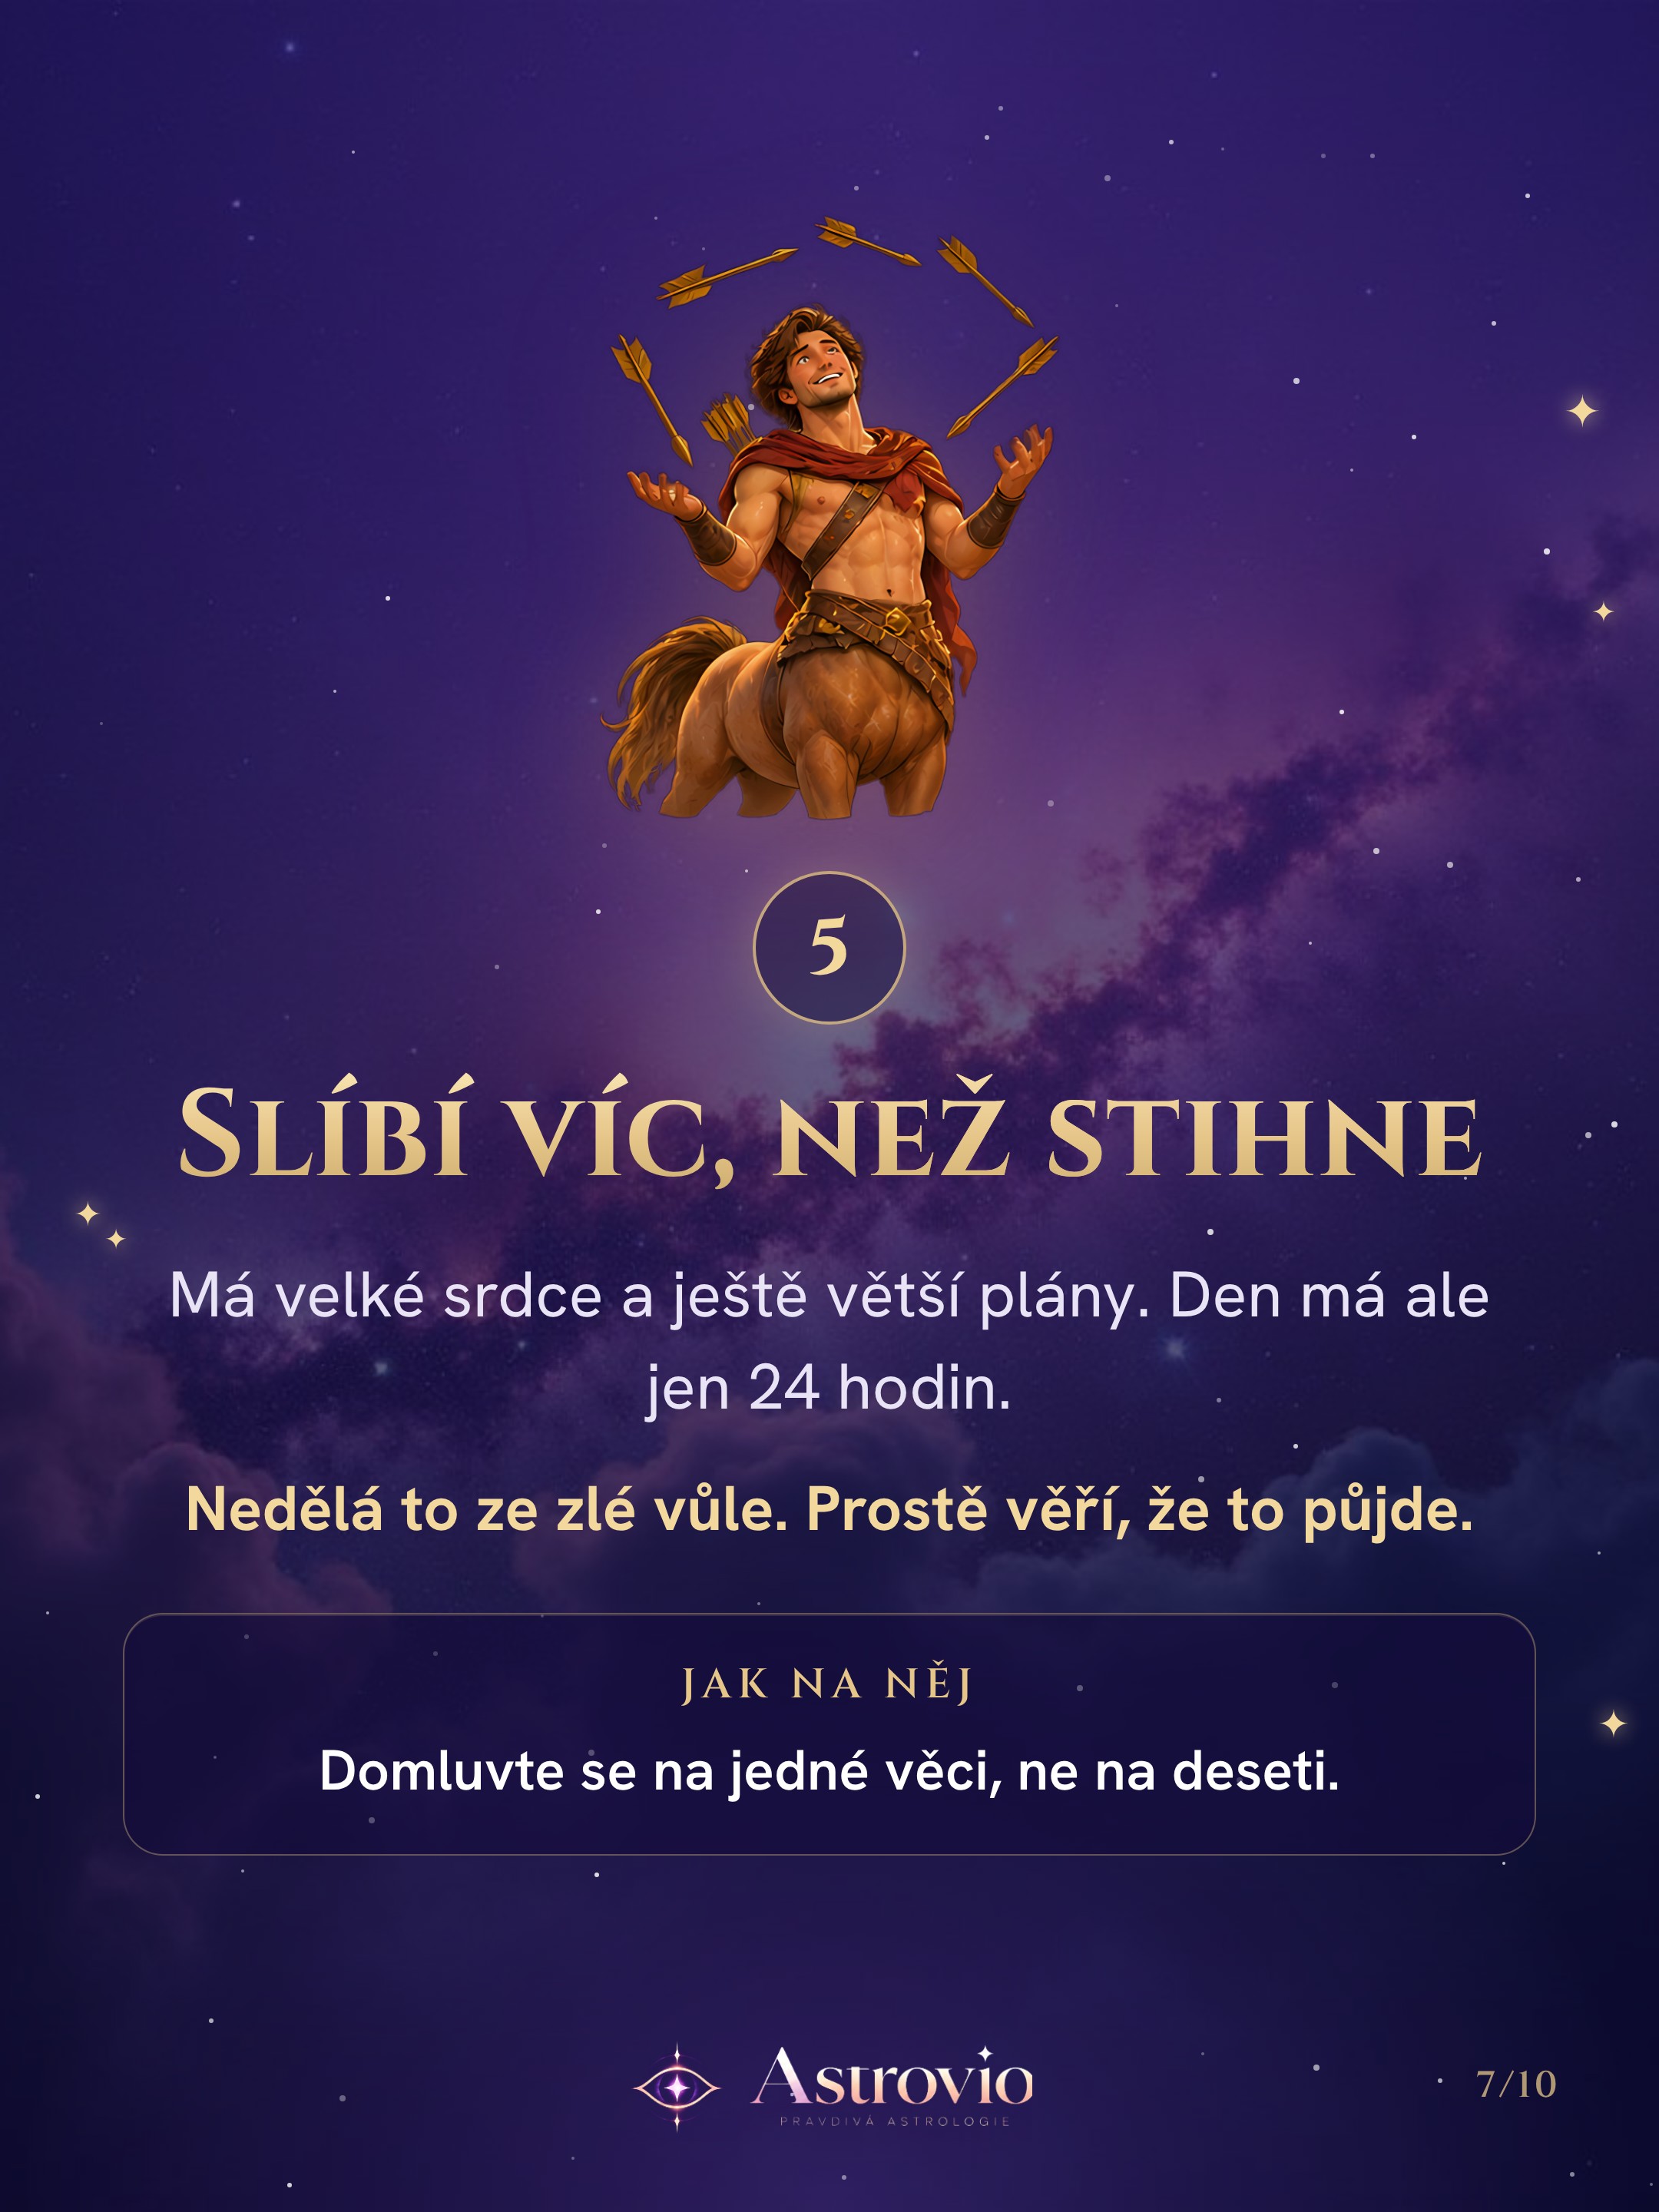 5
Slíbí víc, než stihne
Má velké srdce a ještě větší plány. Den má ale
jen 24 hodin.
Nedělá to ze zlé vůle. Prostě věří, že to půjde.
JAK NA NĚJ
Domluvte se na jedné věci, ne na deseti.
Astrovio
PRAVDIVÁ ASTROLOGIE
7/10